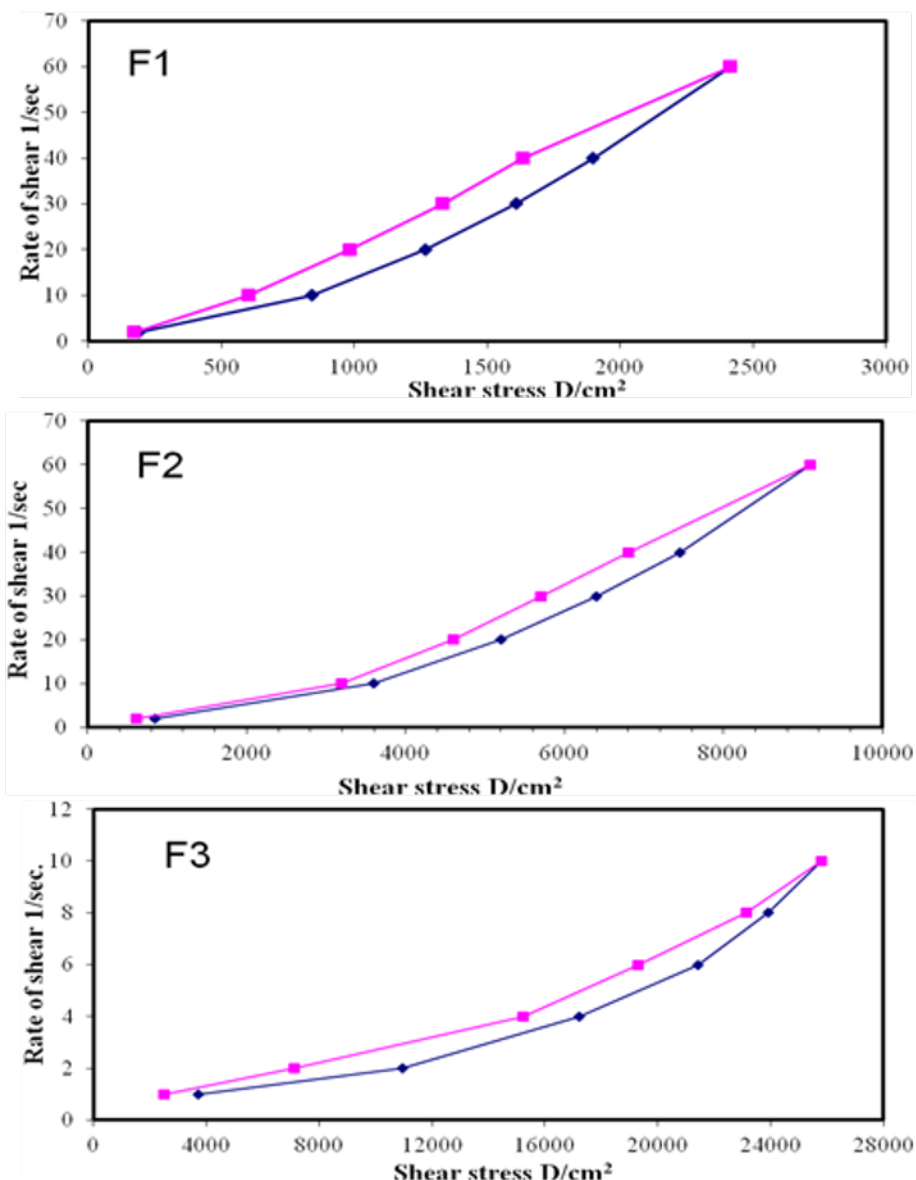 F1
70
60
50
40
30
20
10
0
Rate of shear 1/sec
0 500 1000 1500 2000 2500 3000
Shear stress D/cm²
F2
70
60
50
40
30
20
10
0
Rate of shear 1/sec
0 2000 4000 6000 8000 10000
Shear stress D/cm²
F3
12
10
8
6
4
2
0
Rate of shear 1/sec.
0 4000 8000 12000 16000 20000 24000 28000
Shear stress D/cm²